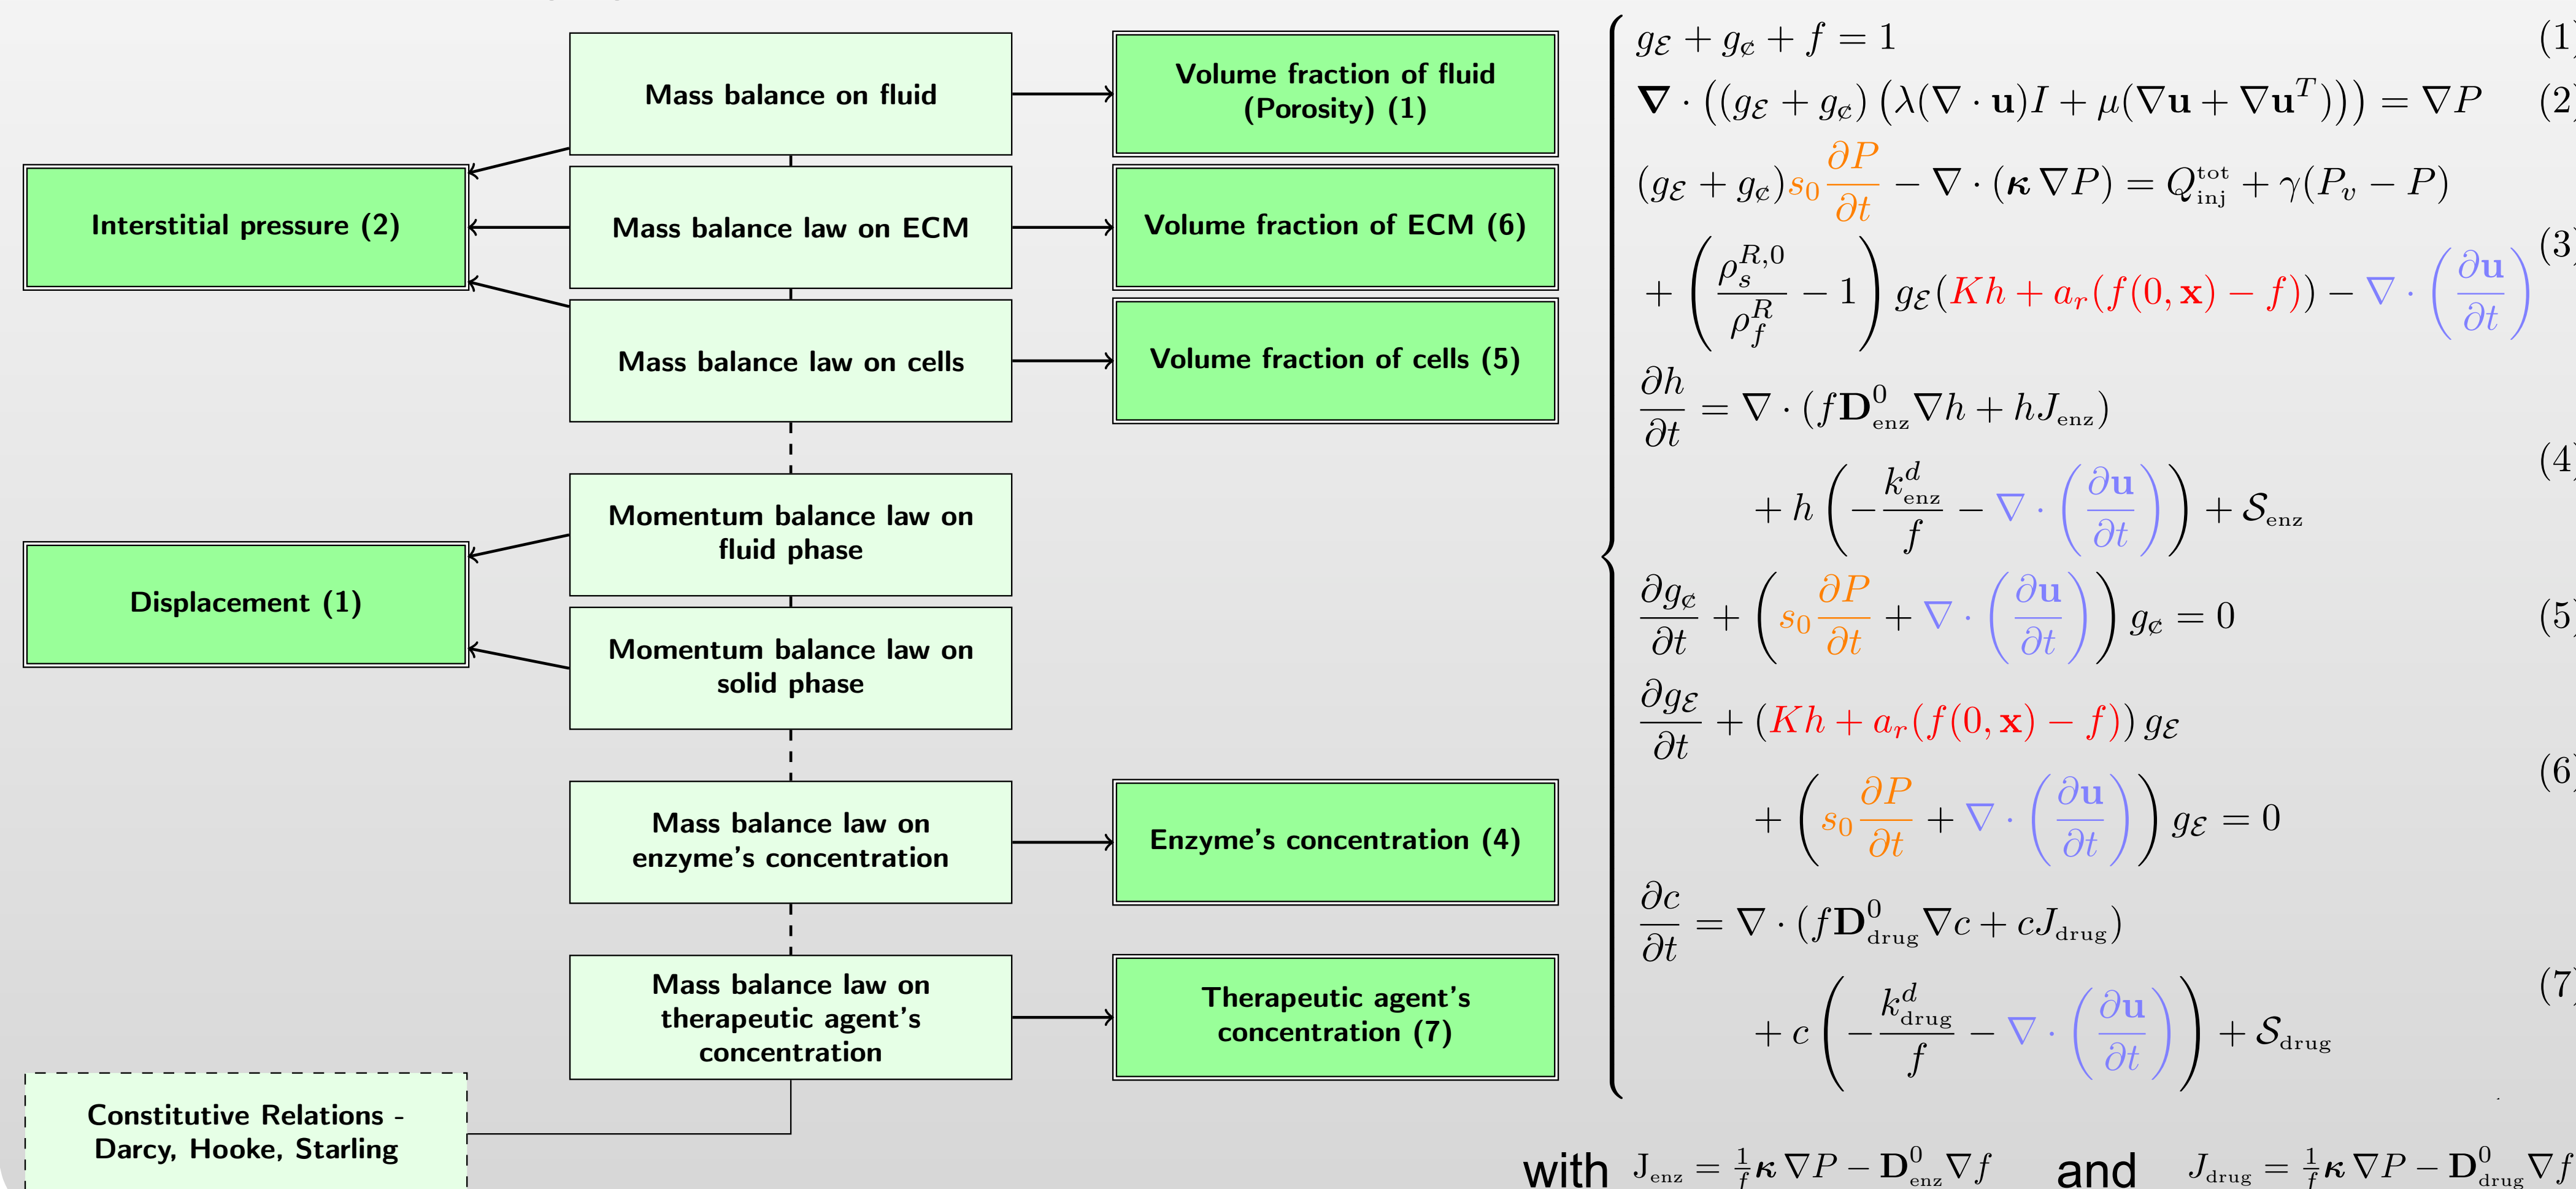 Mass balance on fluid
Volume fraction of fluid
(Porosity) (1)
Interstitial pressure (2)
Mass balance law on ECM
Volume fraction of ECM (6)
Mass balance law on cells
Volume fraction of cells (5)
Momentum balance law on
fluid phase
Displacement (1)
Momentum balance law on
solid phase
Mass balance law on
enzyme's concentration
Enzyme's concentration (4)
Mass balance law on
therapeutic agent's
concentration
Therapeutic agent's
concentration (7)
Constitutive Relations -
Darcy, Hooke, Starling
g_ℰ + g_¢ + f = 1 (1)
∇ · ((g_ℰ + g_¢) (λ(∇ · u)I + μ(∇u + ∇u^T))) = ∇P (2)
(g_ℰ + g_¢)s_0 ∂P/∂t − ∇ · (κ ∇P) = Q_inj^tot + γ(P_v − P)
+ (ρ_s^{R,0}/ρ_f^R − 1) g_ℰ(Kh + a_r(f(0, x) − f)) − ∇ · (∂u/∂t) (3)
∂h/∂t = ∇ · (fD_enz^0 ∇h + hJ_enz)
+ h (−k_enz^d/f − ∇ · (∂u/∂t)) + 𝒮_enz (4)
∂g_¢/∂t + (s_0 ∂P/∂t + ∇ · (∂u/∂t)) g_¢ = 0 (5)
∂g_ℰ/∂t + (Kh + a_r(f(0, x) − f)) g_ℰ
+ (s_0 ∂P/∂t + ∇ · (∂u/∂t)) g_ℰ = 0 (6)
∂c/∂t = ∇ · (fD_drug^0 ∇c + cJ_drug)
+ c (−k_drug^d/f − ∇ · (∂u/∂t)) + 𝒮_drug (7)
with J_enz = 1/f κ ∇P − D_enz^0 ∇f and J_drug = 1/f κ ∇P − D_drug^0 ∇f